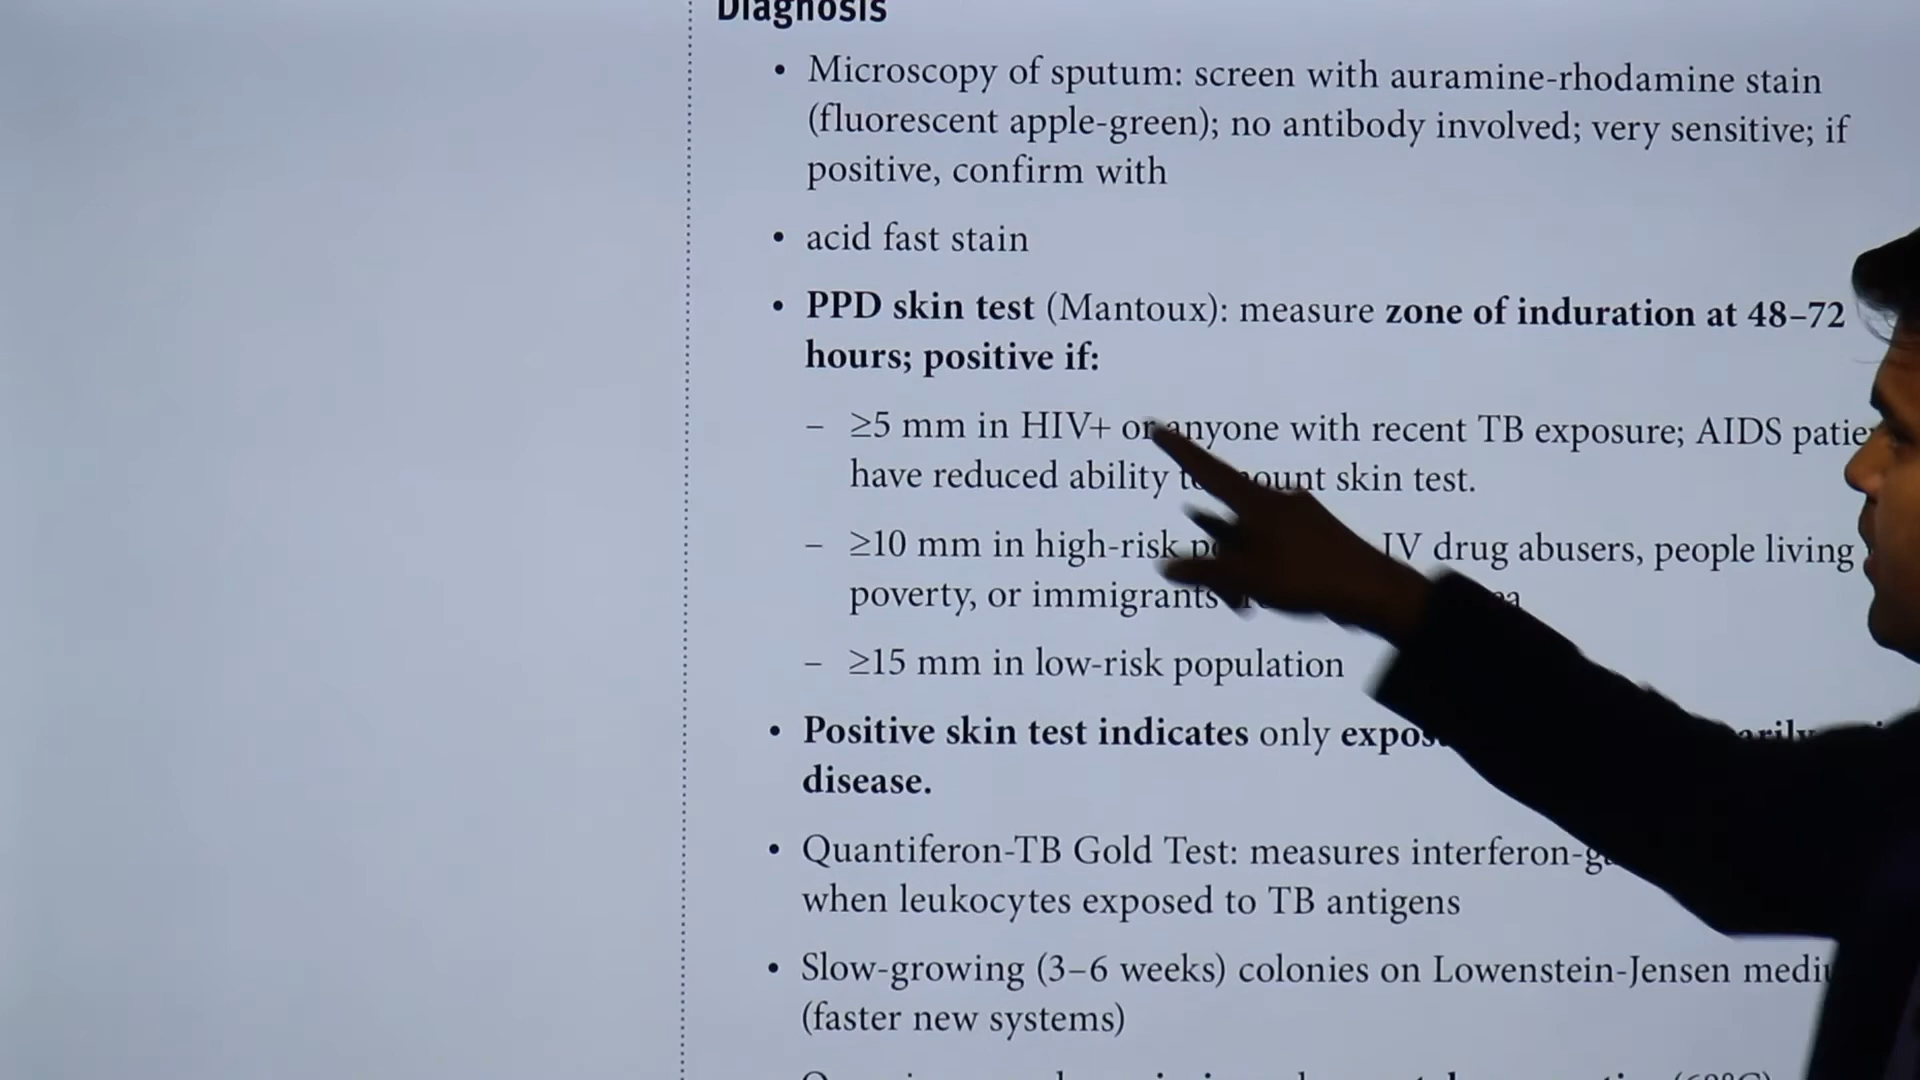 Diagnosis
• Microscopy of sputum: screen with auramine-rhodamine stain
(fluorescent apple-green); no antibody involved; very sensitive; if
positive, confirm with
• acid fast stain
• PPD skin test (Mantoux): measure zone of induration at 48–72
hours; positive if:
– ≥5 mm in HIV+ or anyone with recent TB exposure; AIDS
have reduced ability skin test.
– ≥10 mm in high-risk IV drug abusers, people living
poverty, or immigrants
– ≥15 mm in low-risk population
• Positive skin test indicates only
disease.
• Quantiferon-TB Gold Test: measures
when leukocytes exposed to TB antigens
• Slow-growing (3–6 weeks) colonies on Lowenstein-Jensen
(faster new systems)